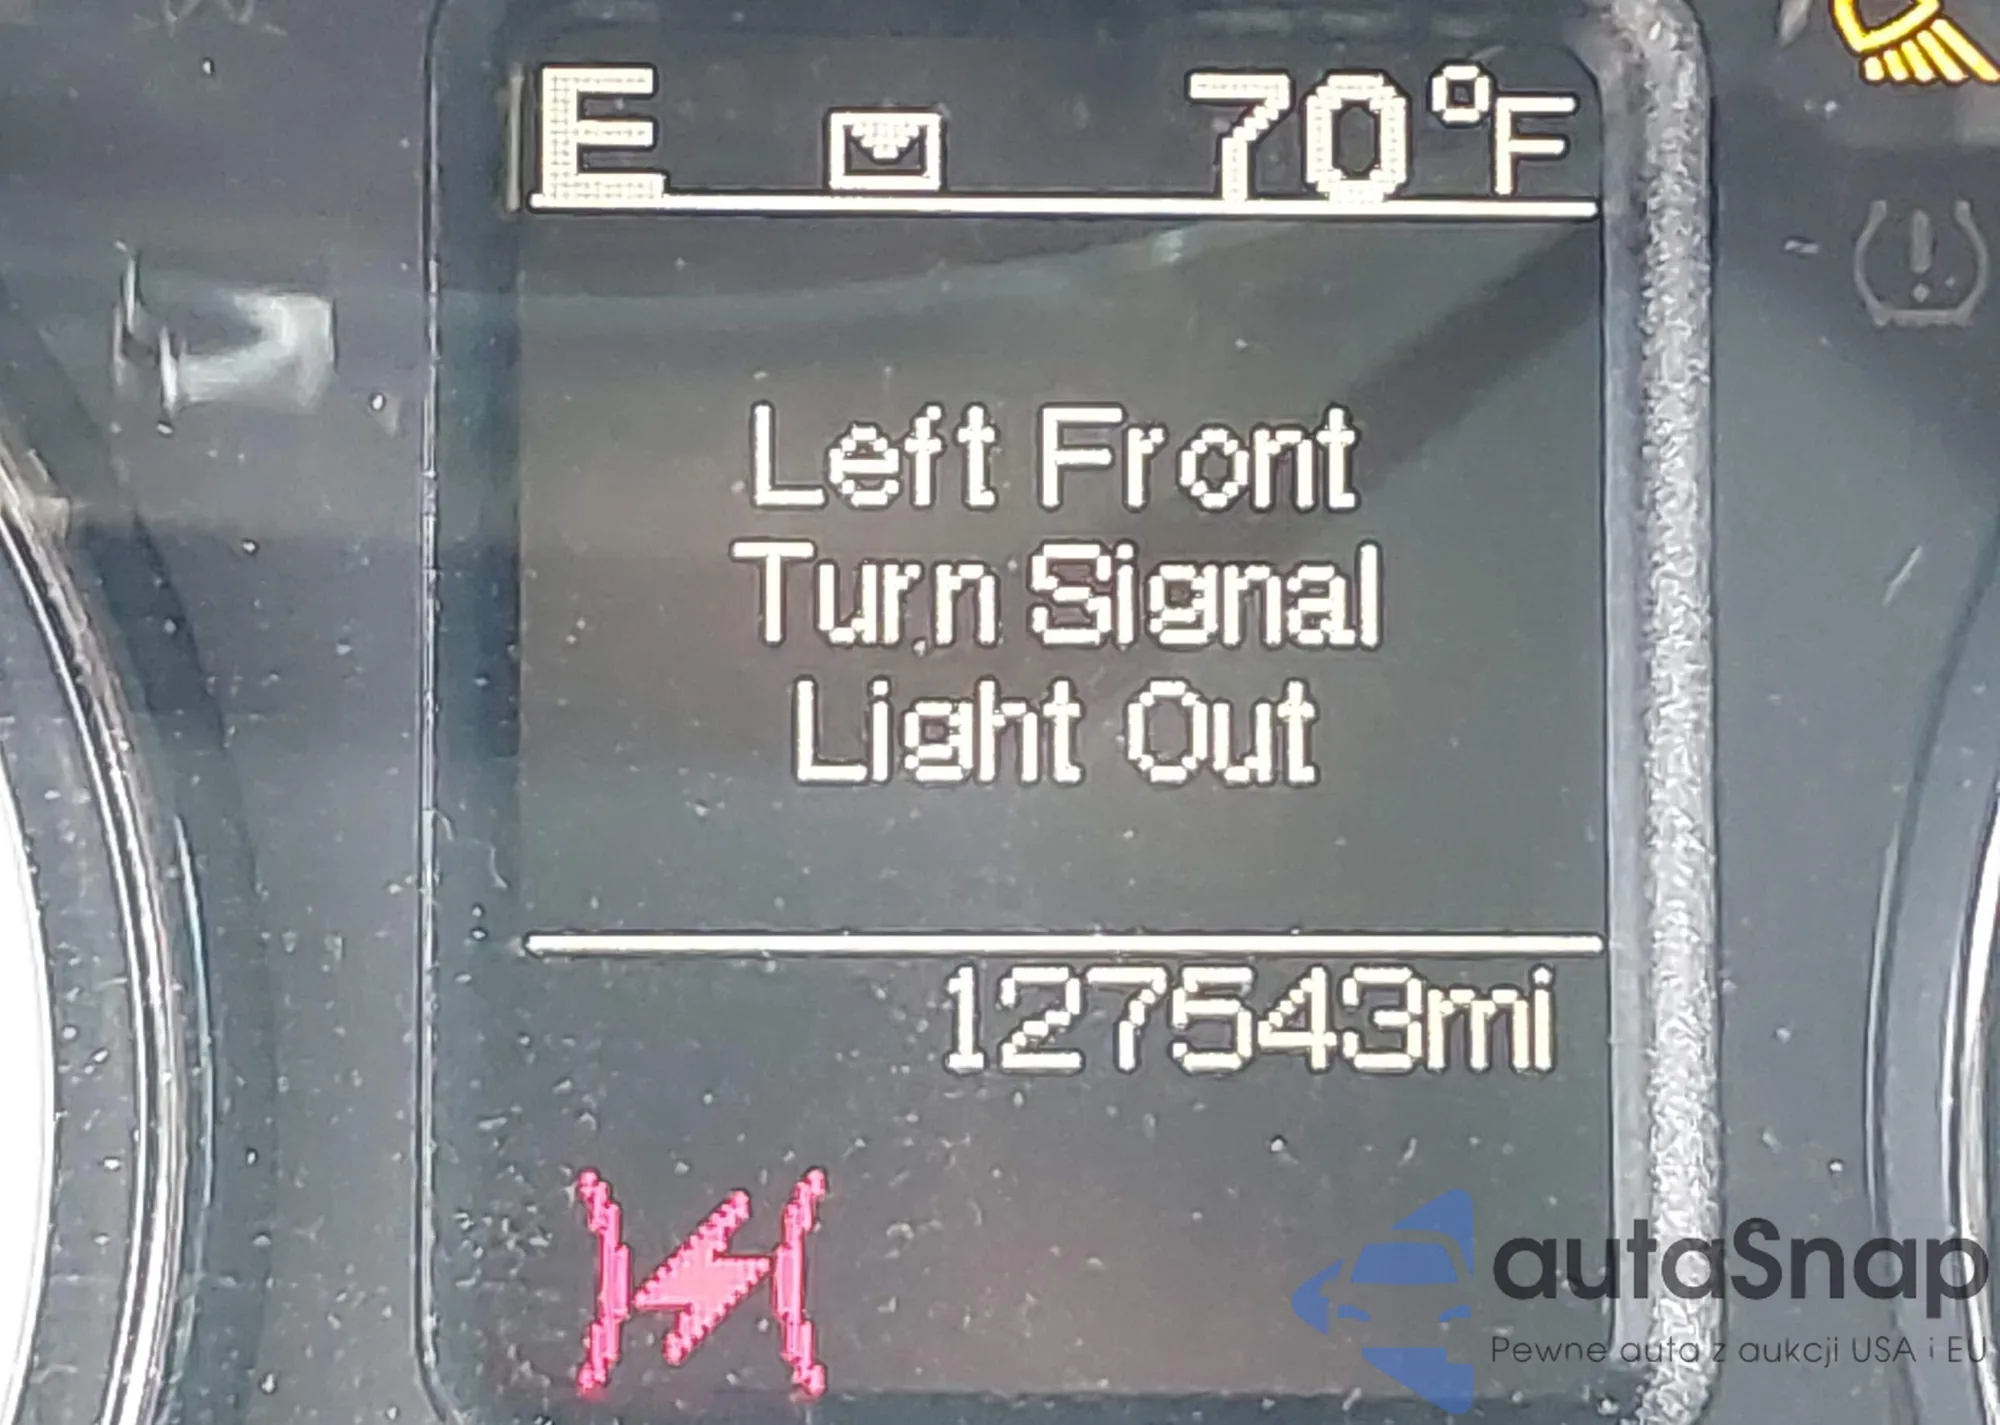 E 70°F
Left Front
Turn Signal
Light Out
127543mi
autaSnap
Pewne auta z aukcji USA i EU